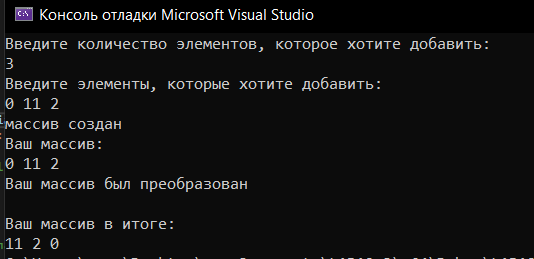 Консоль отладки Microsoft Visual Studio
Введите количество элементов, которое хотите добавить:
3
Введите элементы, которые хотите добавить:
0 11 2
массив создан
Ваш массив:
0 11 2
Ваш массив был преобразован
Ваш массив в итоге:
11 2 0